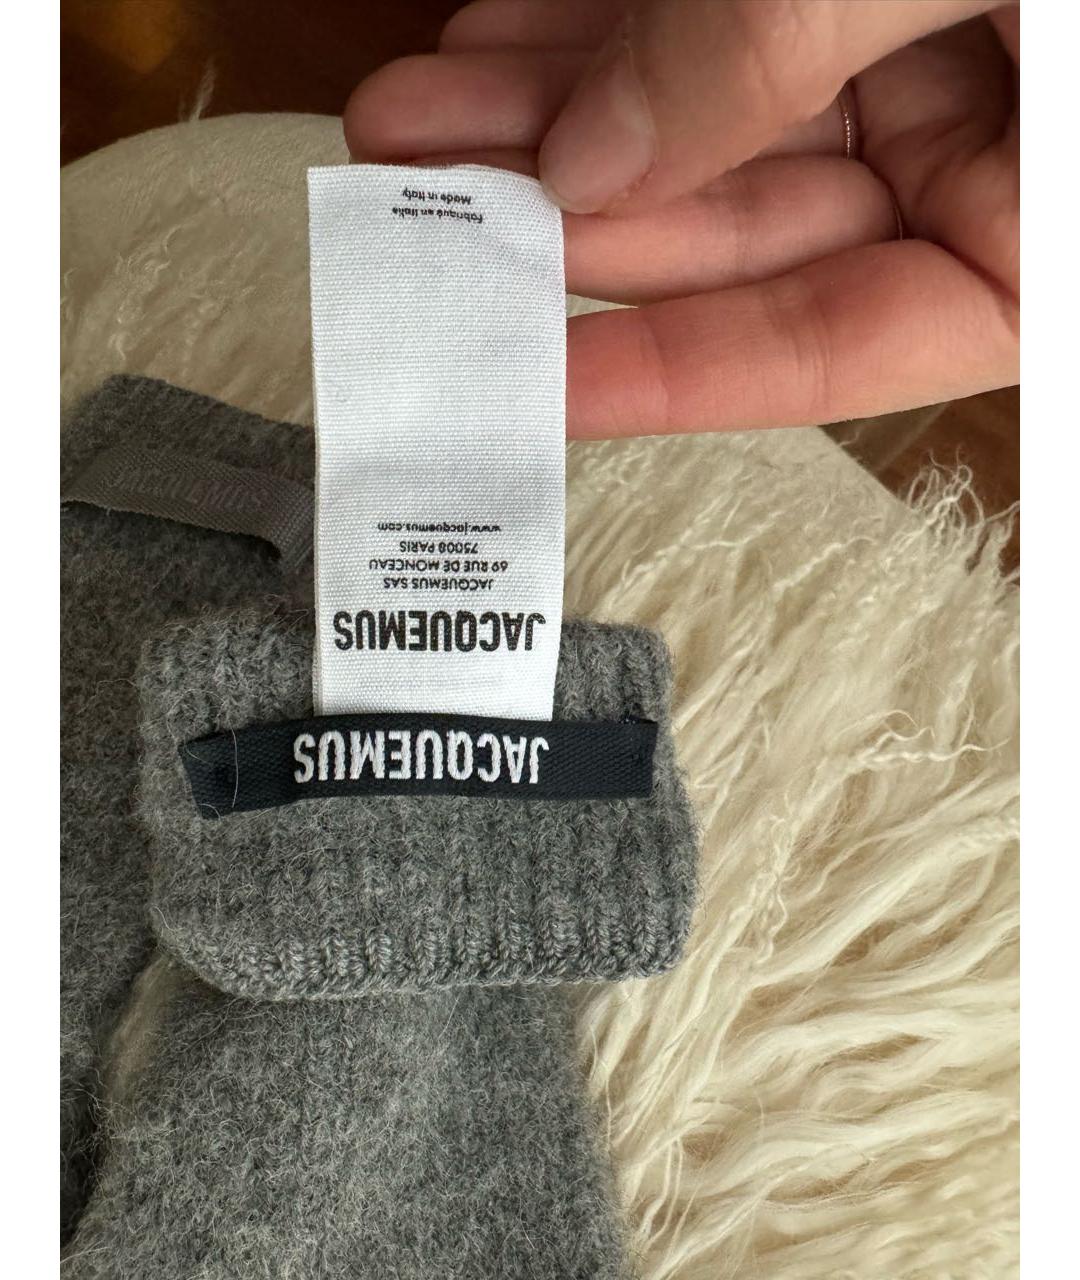 JACQUEMUS
JACQUEMUS
JACQUEMUS SAS
69 RUE DE MONCEAU
75008 PARIS
www.jacquemus.com
Fabriqué en Italie
Made in Italy
JACQUEMUS